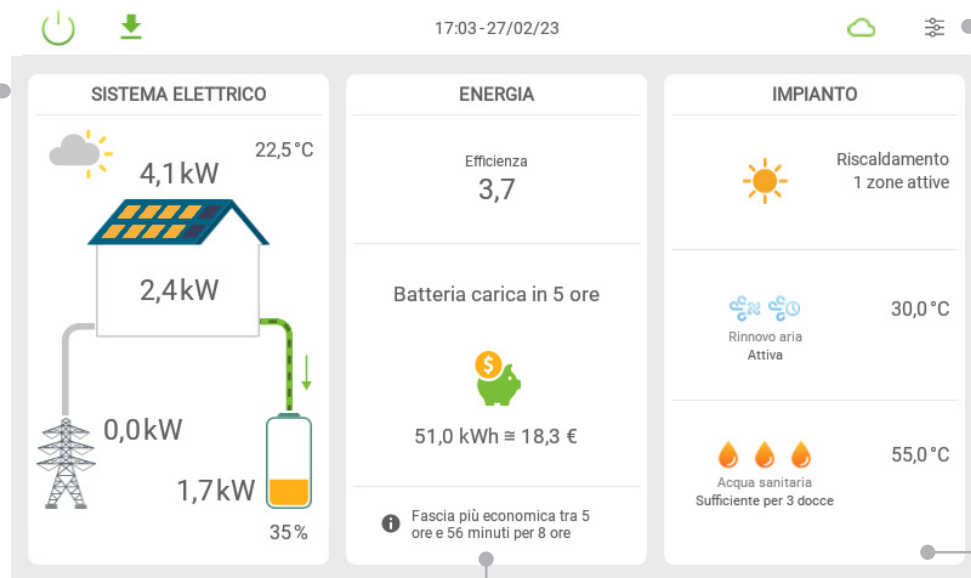 17:03-27/02/23
SISTEMA ELETTRICO
22,5°C
4,1kW
2,4kW
0,0kW
1,7kW
35%
ENERGIA
Efficienza
3,7
Batteria carica in 5 ore
$
51,0 kWh ≅ 18,3 €
Fascia più economica tra 5
ore e 56 minuti per 8 ore
IMPIANTO
Riscaldamento
1 zone attive
30,0°C
Rinnovo aria
Attiva
55,0°C
Acqua sanitaria
Sufficiente per 3 docce